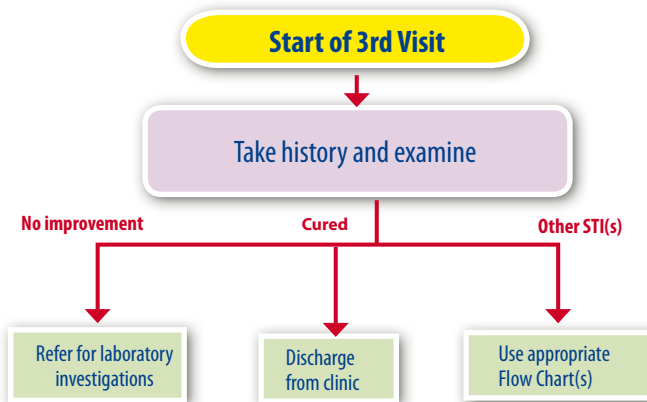 Start of 3rd Visit
Take history and examine
No improvement
Cured
Other STI(s)
Refer for laboratory
investigations
Discharge
from clinic
Use appropriate
Flow Chart(s)